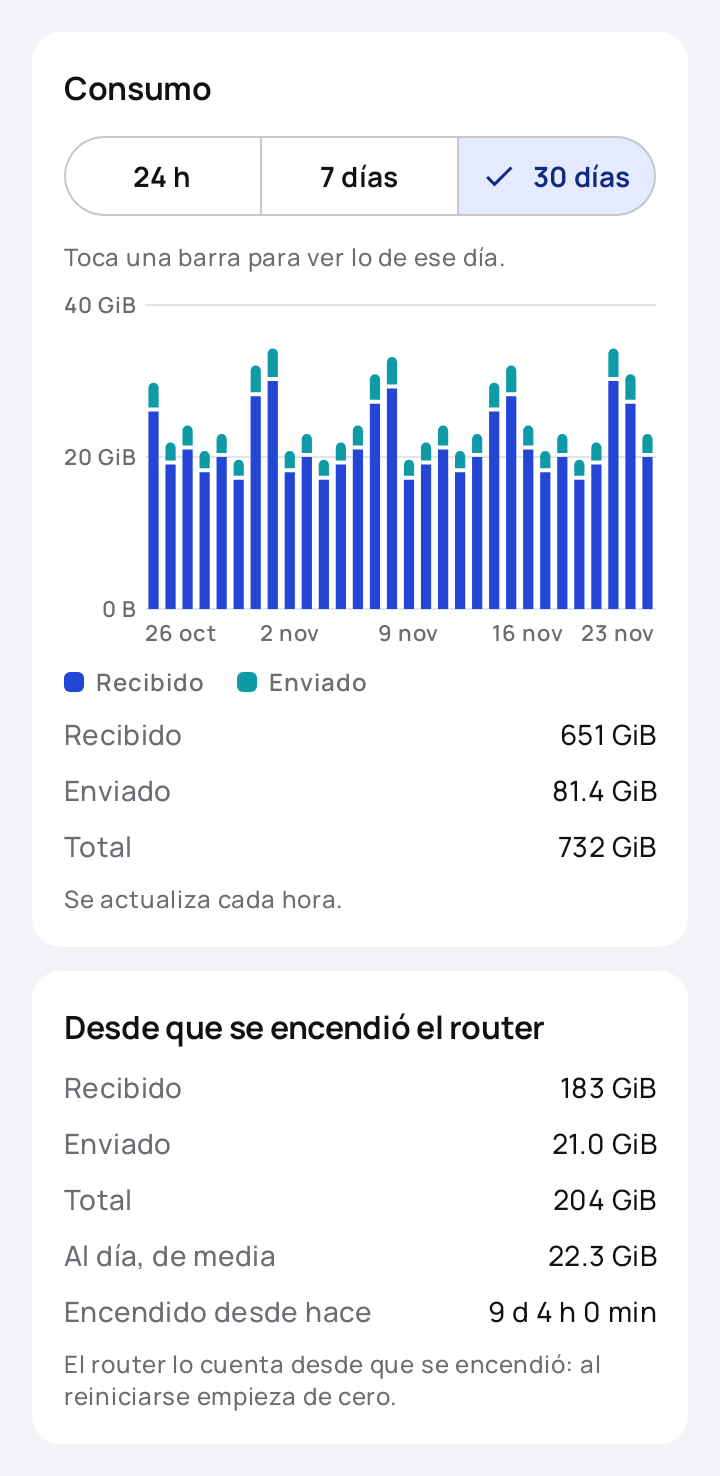 Consumo
24 h 7 días 30 días
Toca una barra para ver lo de ese día.
40 GiB
20 GiB
0 B
26 oct 2 nov 9 nov 16 nov 23 nov
Recibido Enviado
Recibido 651 GiB
Enviado 81.4 GiB
Total 732 GiB
Se actualiza cada hora.
Desde que se encendió el router
Recibido 183 GiB
Enviado 21.0 GiB
Total 204 GiB
Al día, de media 22.3 GiB
Encendido desde hace 9 d 4 h 0 min
El router lo cuenta desde que se encendió: al
reiniciarse empieza de cero.